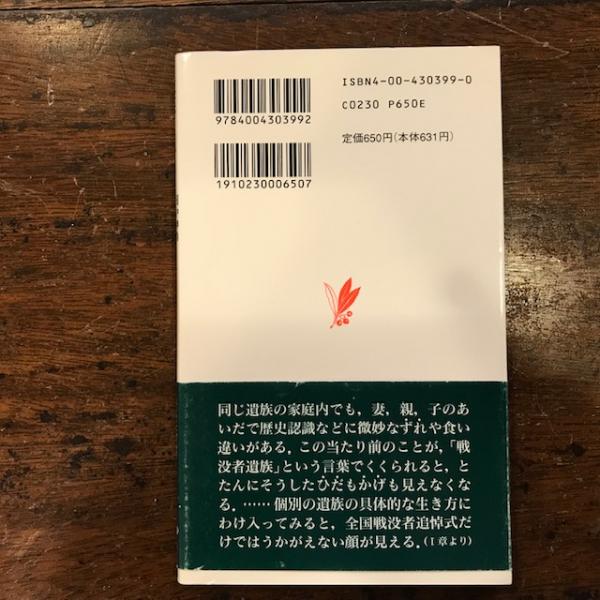 ISBN4-00-430399-0
C0230 P650E
9784004303992
定価650円(本体631円)
1910230006507
同じ遺族の家庭内でも，妻，親，子のあ
いだで歴史認識などに微妙なずれや食い
違いがある．この当たり前のことが，「戦
没者遺族」という言葉でくくられると，と
たんにそうしたひだもかげも見えなくな
る．……個別の遺族の具体的な生き方に
わけ入ってみると，全国戦没者追悼式だ
けではうかがえない顔が見える．(I章より)